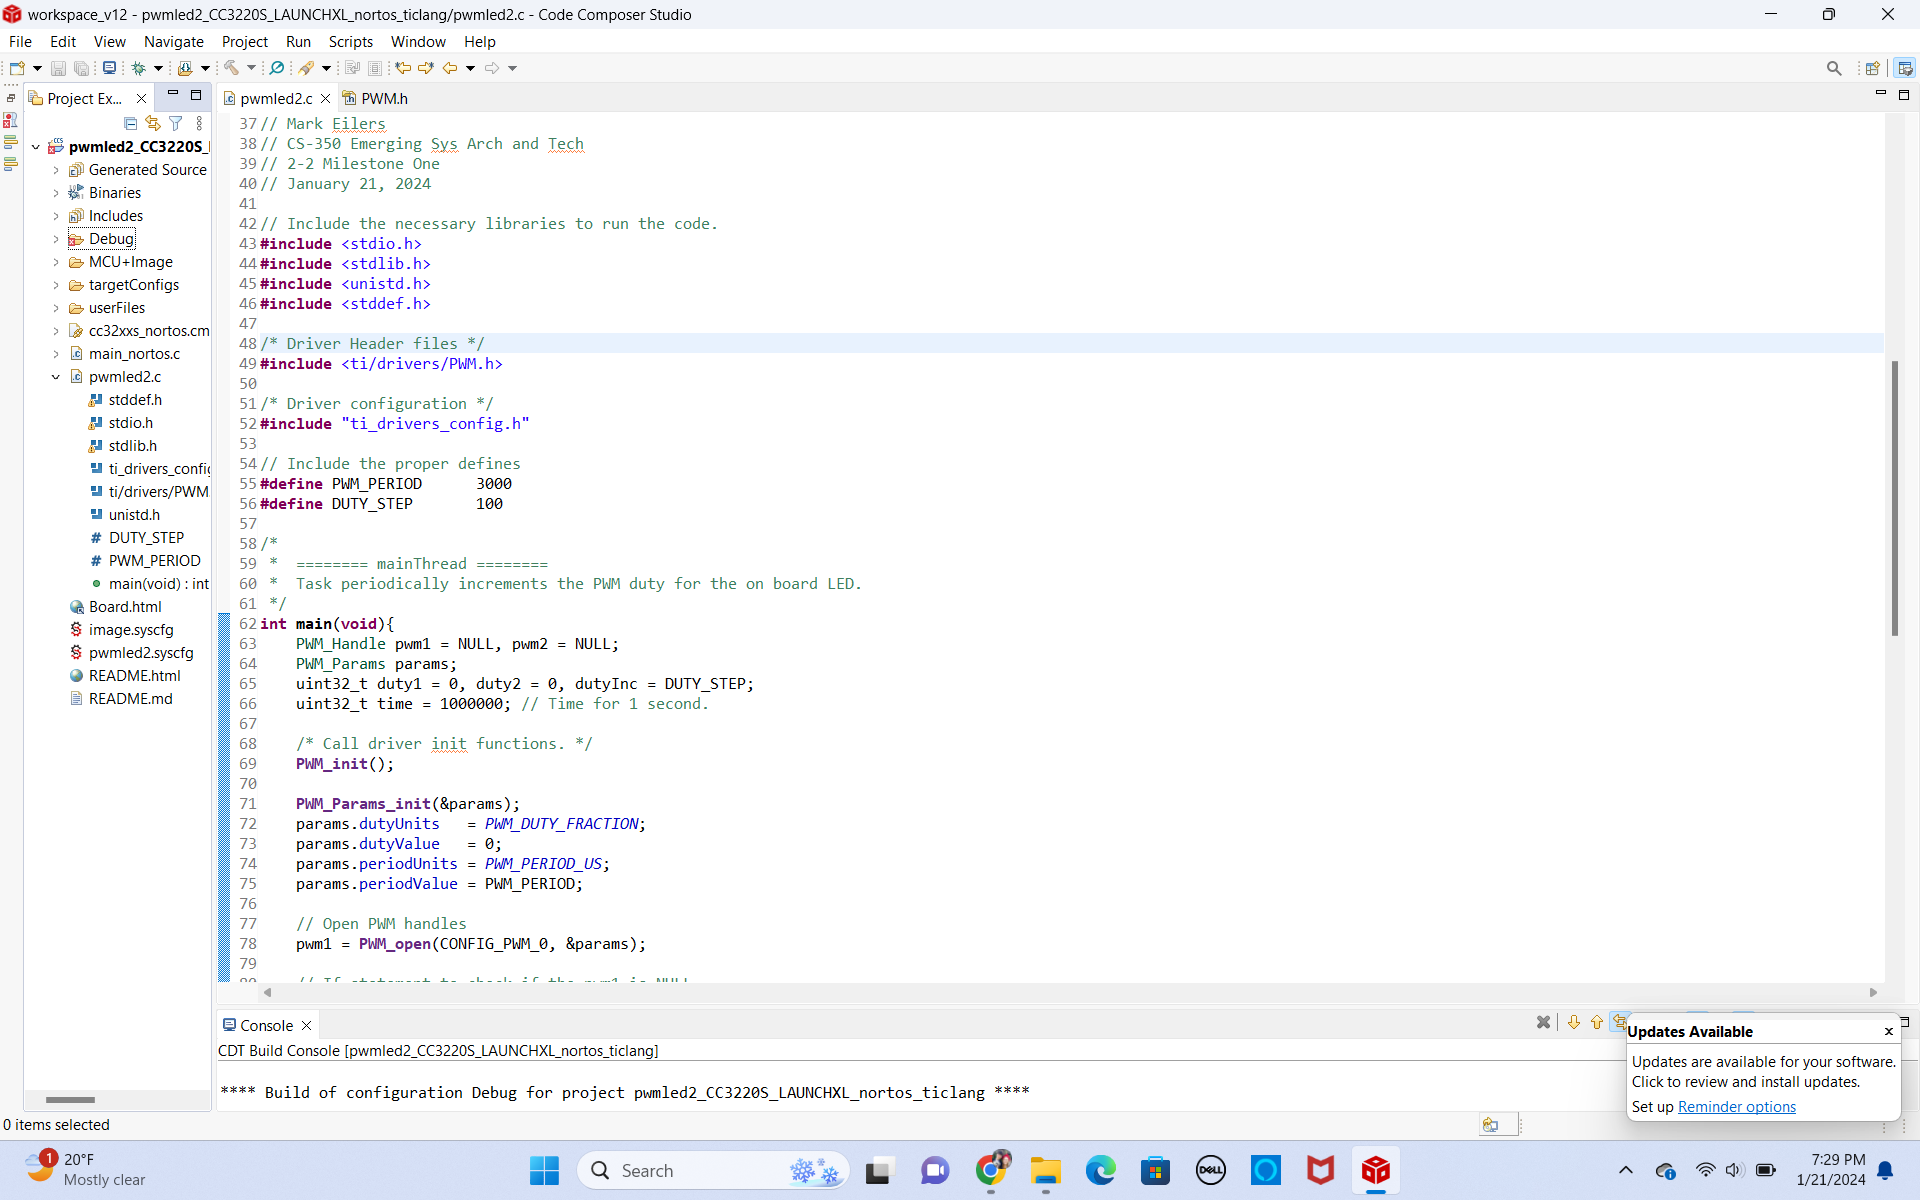 workspace_v12 - pwmled2_CC3220S_LAUNCHXL_nortos_ticlang/pwmled2.c - Code Composer Studio
File Edit View Navigate Project Run Scripts Window Help
Project Ex...
pwmled2_CC3220S_
Generated Source
Binaries
Includes
Debug
MCU+Image
targetConfigs
userFiles
cc32xxs_nortos.cm
main_nortos.c
pwmled2.c
stddef.h
stdio.h
stdlib.h
ti_drivers_config
ti/drivers/PWM
unistd.h
# DUTY_STEP
# PWM_PERIOD
main(void) : int
Board.html
image.syscfg
pwmled2.syscfg
README.html
README.md
0 items selected
pwmled2.c PWM.h
37 // Mark Eilers
38 // CS-350 Emerging Sys Arch and Tech
39 // 2-2 Milestone One
40 // January 21, 2024
41
42 // Include the necessary libraries to run the code.
43 #include <stdio.h>
44 #include <stdlib.h>
45 #include <unistd.h>
46 #include <stddef.h>
47
48 /* Driver Header files */
49 #include <ti/drivers/PWM.h>
50
51 /* Driver configuration */
52 #include "ti_drivers_config.h"
53
54 // Include the proper defines
55 #define PWM_PERIOD      3000
56 #define DUTY_STEP       100
57
58 /*
59  *  ======== mainThread ========
60  *  Task periodically increments the PWM duty for the on board LED.
61  */
62 int main(void){
63     PWM_Handle pwm1 = NULL, pwm2 = NULL;
64     PWM_Params params;
65     uint32_t duty1 = 0, duty2 = 0, dutyInc = DUTY_STEP;
66     uint32_t time = 1000000; // Time for 1 second.
67
68     /* Call driver init functions. */
69     PWM_init();
70
71     PWM_Params_init(&params);
72     params.dutyUnits   = PWM_DUTY_FRACTION;
73     params.dutyValue   = 0;
74     params.periodUnits = PWM_PERIOD_US;
75     params.periodValue = PWM_PERIOD;
76
77     // Open PWM handles
78     pwm1 = PWM_open(CONFIG_PWM_0, &params);
79
80     // If statement to check if the pwm1 is NULL
Console
CDT Build Console [pwmled2_CC3220S_LAUNCHXL_nortos_ticlang]
**** Build of configuration Debug for project pwmled2_CC3220S_LAUNCHXL_nortos_ticlang ****
Updates Available
Updates are available for your software.
Click to review and install updates.
Set up Reminder options
1
20°F
Mostly clear
Search
DELL
7:29 PM
1/21/2024